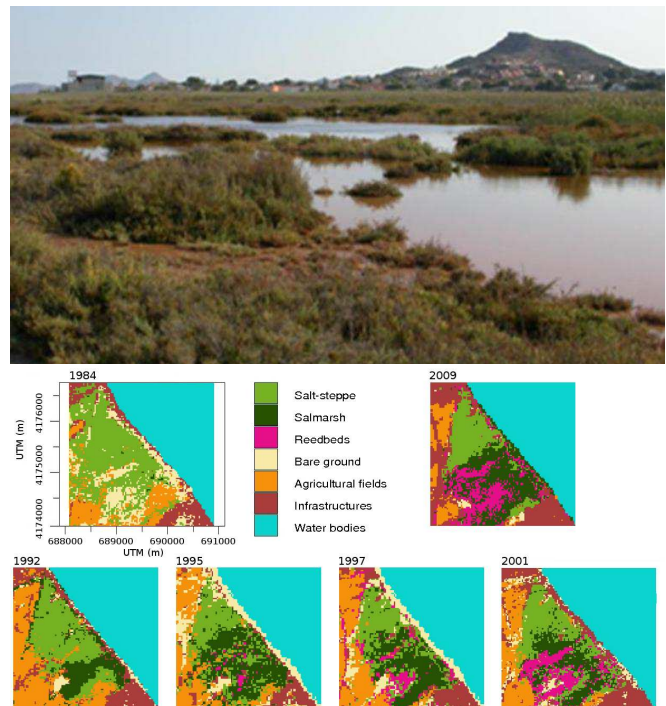 1984
2009
UTM (m)
4176000
4175000
4174000
688000 689000 690000 691000
UTM (m)
Salt-steppe
Salmarsh
Reedbeds
Bare ground
Agricultural fields
Infrastructures
Water bodies
1992
1995
1997
2001